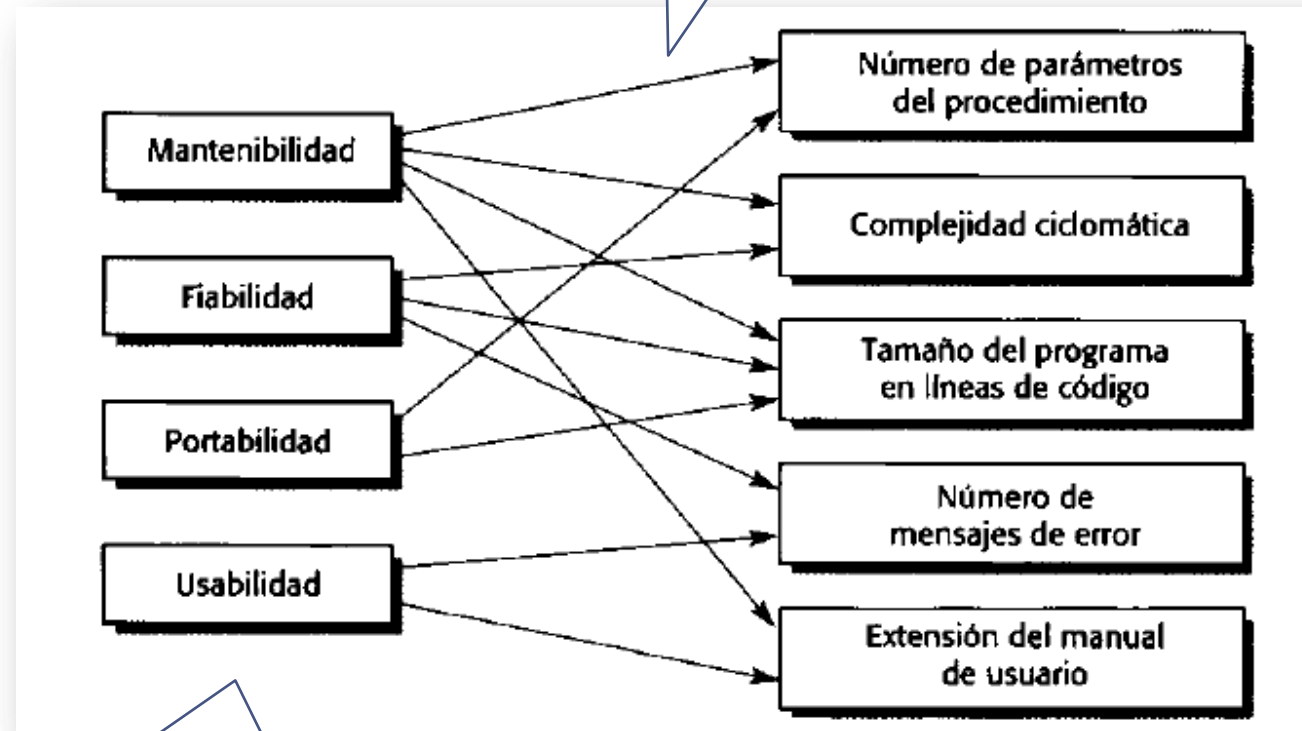 Mantenibilidad
Fiabilidad
Portabilidad
Usabilidad
Número de parámetros
del procedimiento
Complejidad ciclomática
Tamaño del programa
en líneas de código
Número de
mensajes de error
Extensión del manual
de usuario